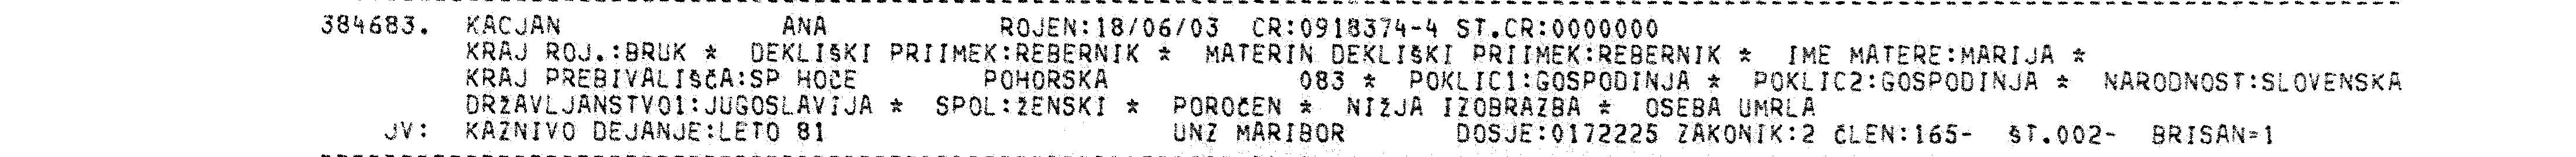 384683. KACJAN ANA ROJEN:18/06/03 CR:0918374-4 ST.CR:0000000
KRAJ ROJ.:BRUK * DEKLIŠKI PRIIMEK:REBERNIK * MATERIN DEKLIŠKI PRIIMEK:REBERNIK * IME MATERE:MARIJA *
KRAJ PREBIVALIŠČA:SP HOČE POHORSKA 083 * POKLIC1:GOSPODINJA * POKLIC2:GOSPODINJA * NARODNOST:SLOVENSKA
DRŽAVLJANSTVO1:JUGOSLAVIJA * SPOL:ŽENSKI * POROČEN * NIŽJA IZOBRAZBA * OSEBA UMRLA
JV: KAZNIVO DEJANJE:LETO 81 UNZ MARIBOR DOSJE:0172225 ZAKONIK:2 ČLEN:165- ŠT.002- BRISAN=1